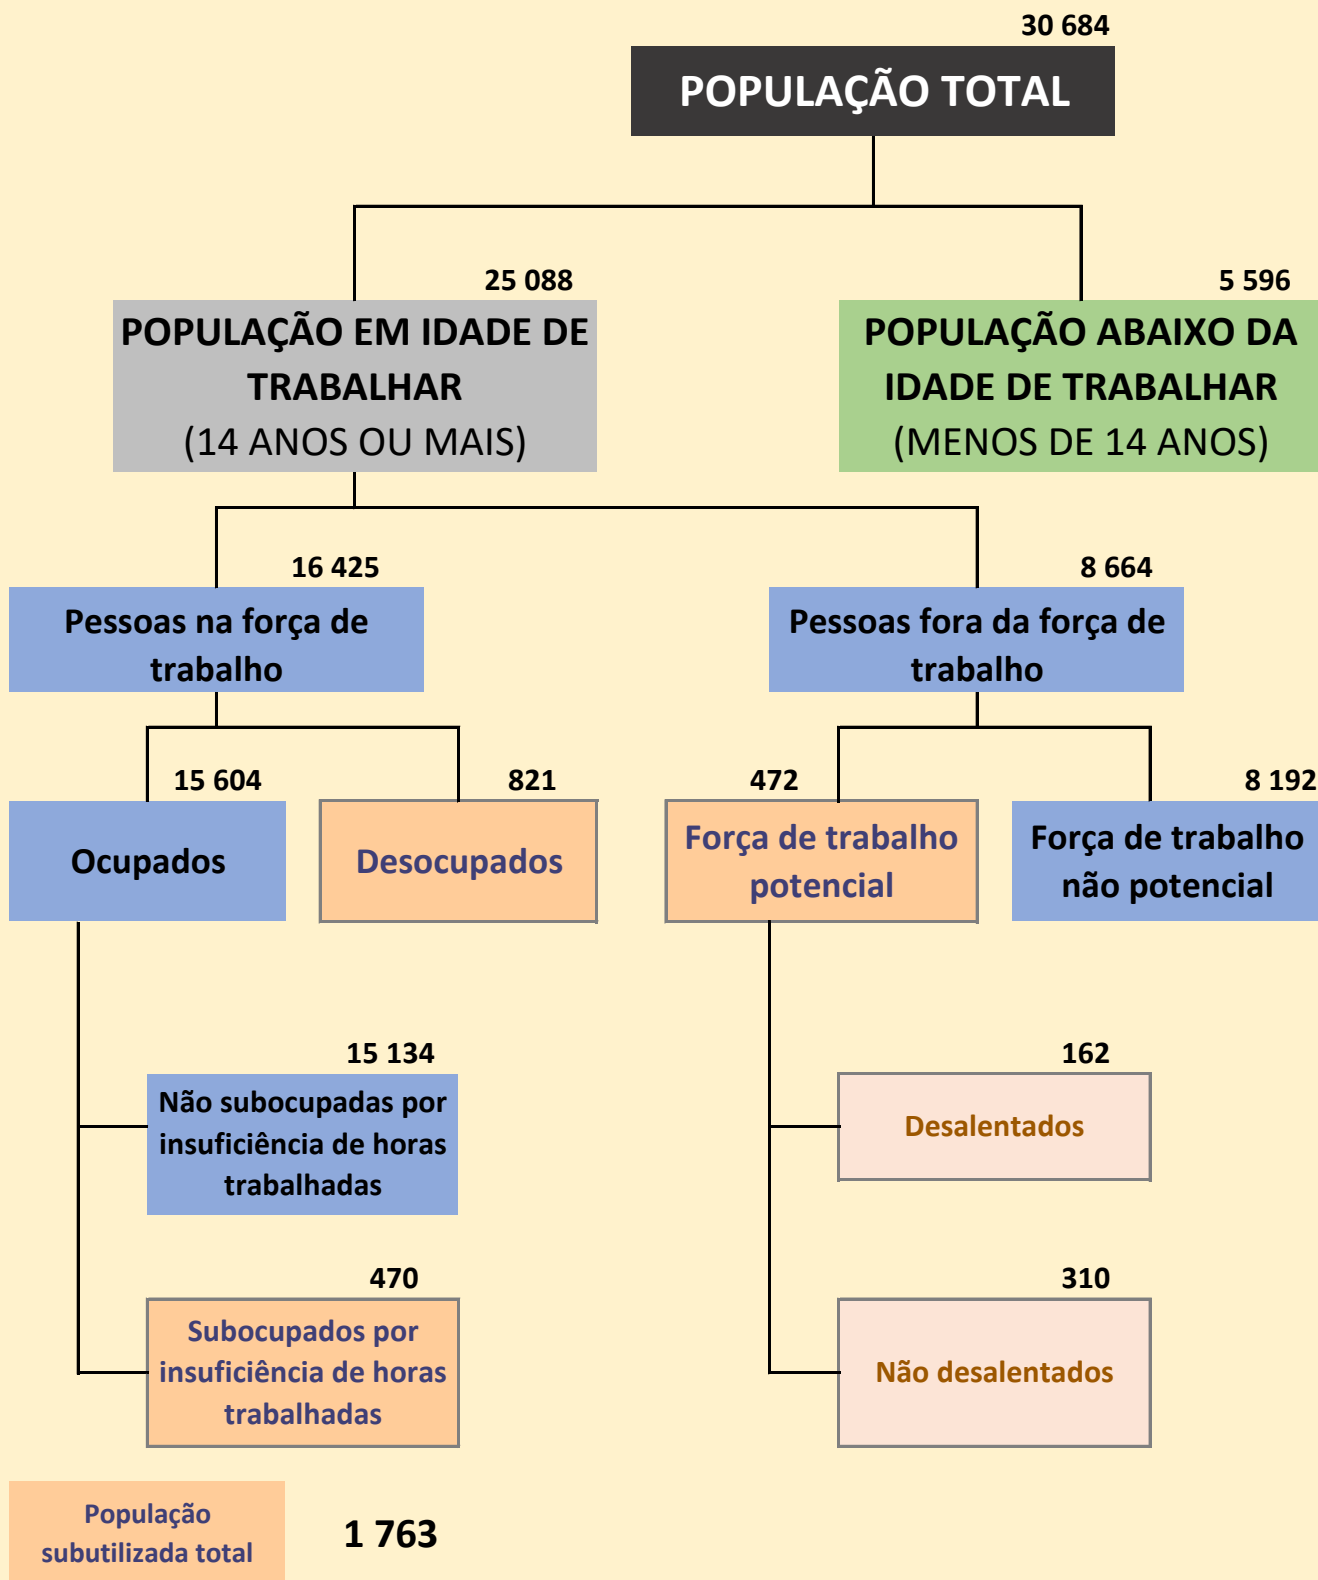 30 684
POPULAÇÃO TOTAL
25 088
POPULAÇÃO EM IDADE DE
TRABALHAR
(14 ANOS OU MAIS)
5 596
POPULAÇÃO ABAIXO DA
IDADE DE TRABALHAR
(MENOS DE 14 ANOS)
16 425
Pessoas na força de
trabalho
8 664
Pessoas fora da força de
trabalho
15 604
Ocupados
821
Desocupados
472
Força de trabalho
potencial
8 192
Força de trabalho
não potencial
15 134
Não subocupadas por
insuficiência de horas
trabalhadas
162
Desalentados
470
Subocupados por
insuficiência de horas
trabalhadas
310
Não desalentados
População
subutilizada total
1 763